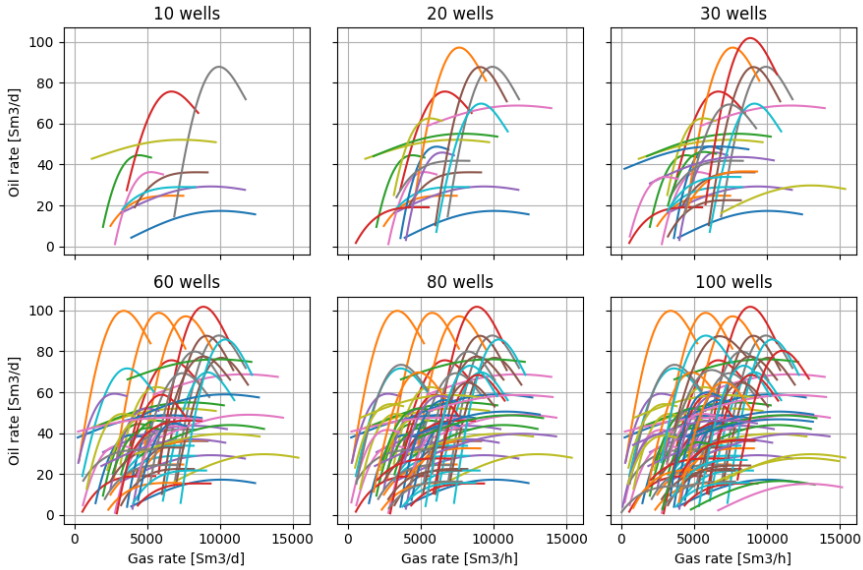 10 wells
20 wells
30 wells
Oil rate [Sm3/d]
100
80
60
40
20
0
60 wells
80 wells
100 wells
Oil rate [Sm3/d]
100
80
60
40
20
0
0 5000 10000 15000
0 5000 10000 15000
0 5000 10000 15000
Gas rate [Sm3/d]
Gas rate [Sm3/h]
Gas rate [Sm3/h]